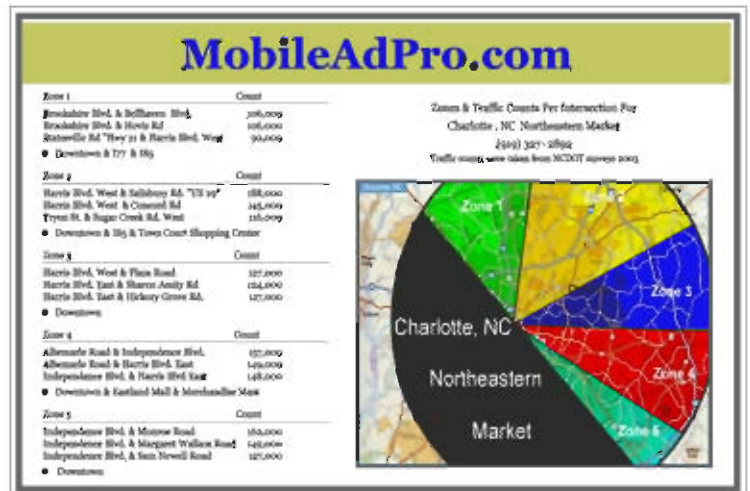 MobileAdPro.com
Zone 1 Count
Brookshire Blvd. & Bellhaven Blvd. 106,000
Brookshire Blvd. & Hovis Rd 106,000
Statesville Rd "Hwy 21 & Harris Blvd. West 90,000
• Downtown & I77 & I85
Zone 2 Count
Harris Blvd. West & Salisbury Rd. "US 29" 188,000
Harris Blvd. West & Concord Rd 145,000
Tryon St. & Sugar Creek Rd. West 116,000
• Downtown & I85 & Town Court Shopping Center
Zone 3 Count
Harris Blvd. West & Plaza Road 127,000
Harris Blvd. East & Sharon Amity Rd 124,000
Harris Blvd. East & Hickory Grove Rd. 127,000
• Downtown
Zone 4 Count
Albemarle Road & Independence Blvd. 157,000
Albemarle Road & Harris Blvd. East 149,000
Independence Blvd. & Harris Blvd East 148,000
• Downtown & Eastland Mall & Merchandise Mart
Zone 5 Count
Independence Blvd. & Monroe Road 162,000
Independence Blvd. & Margaret Wallace Road 149,000
Independence Blvd. & Sam Newell Road 127,000
• Downtown
Zones & Traffic Counts Per Intersection For
Charlotte , NC Northeastern Market
(919) 327-2892
Traffic counts were taken from NCDOT surveys 2003
Zone 1
Zone 2
Zone 3
Charlotte, NC
Zone 4
Northeastern
Market
Zone 5